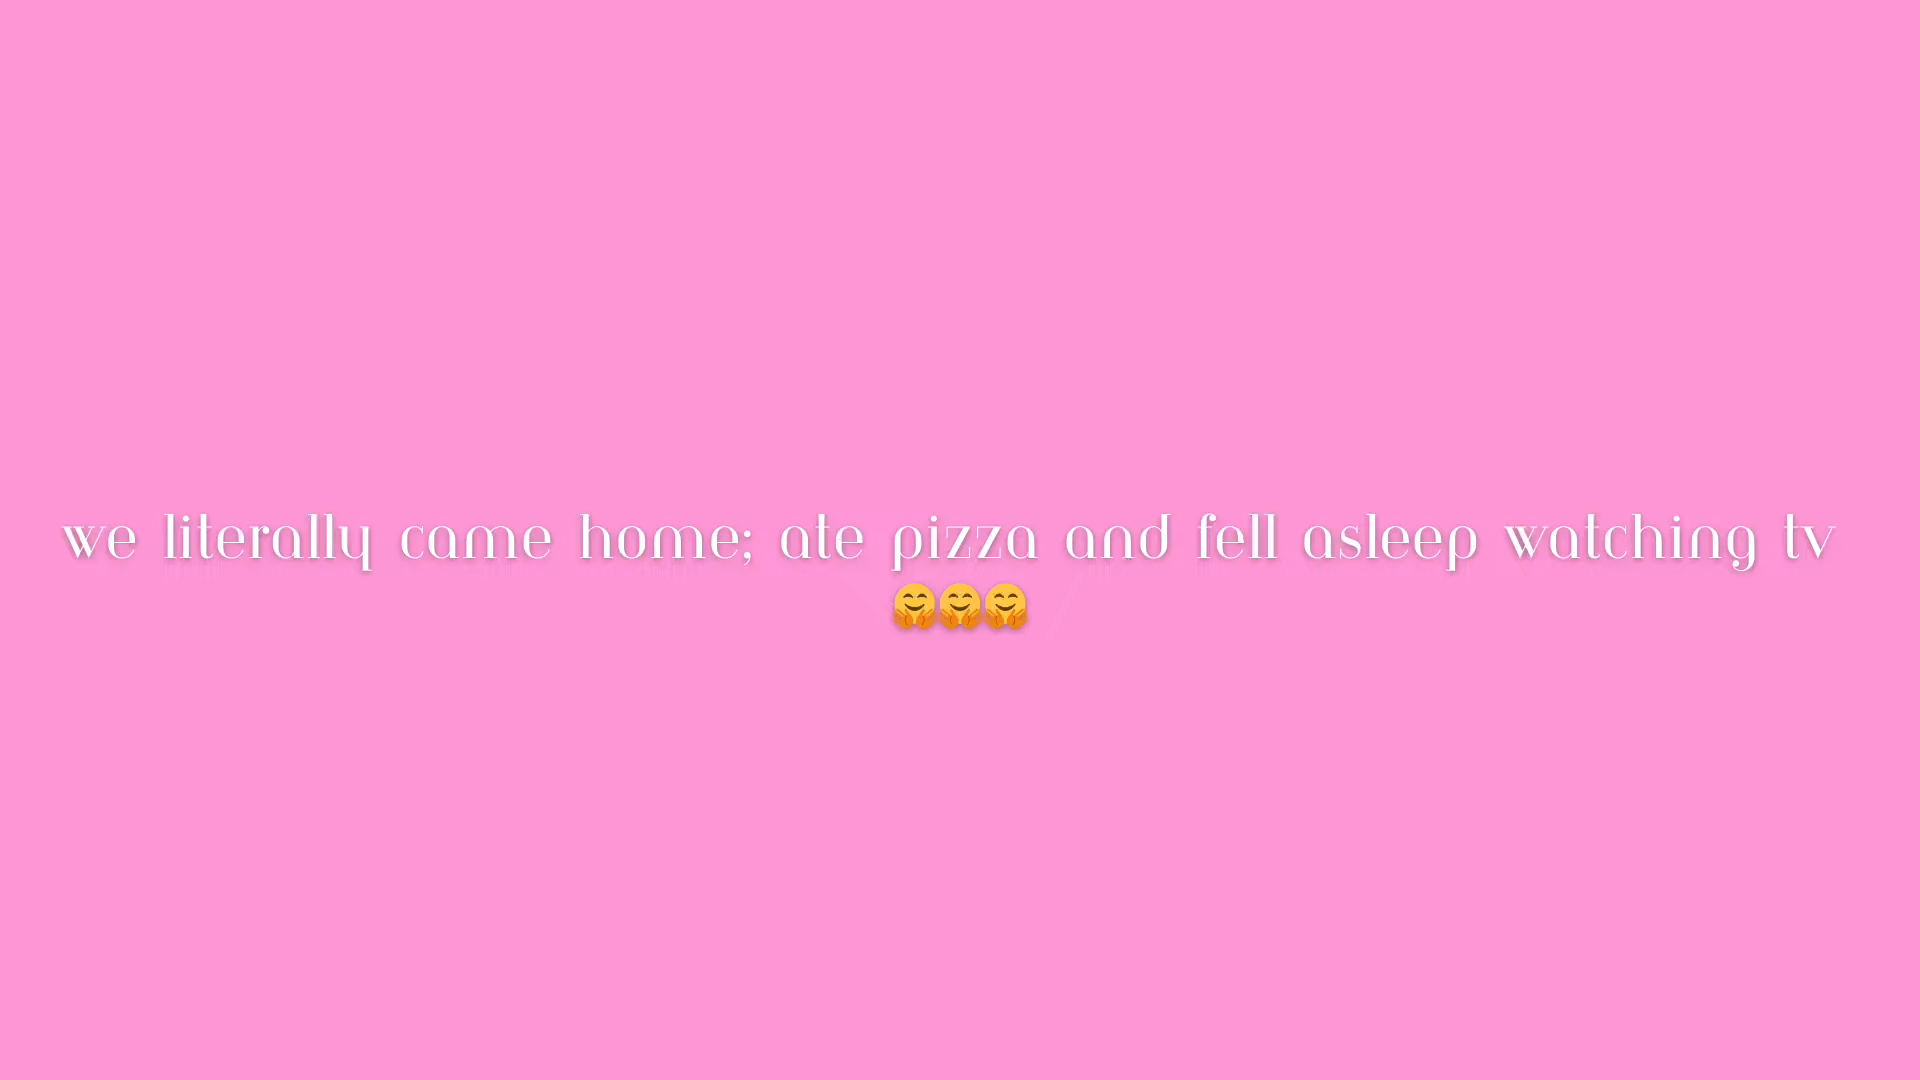 we literally came home; ate pizza and fell asleep watching tv
🤗🤗🤗